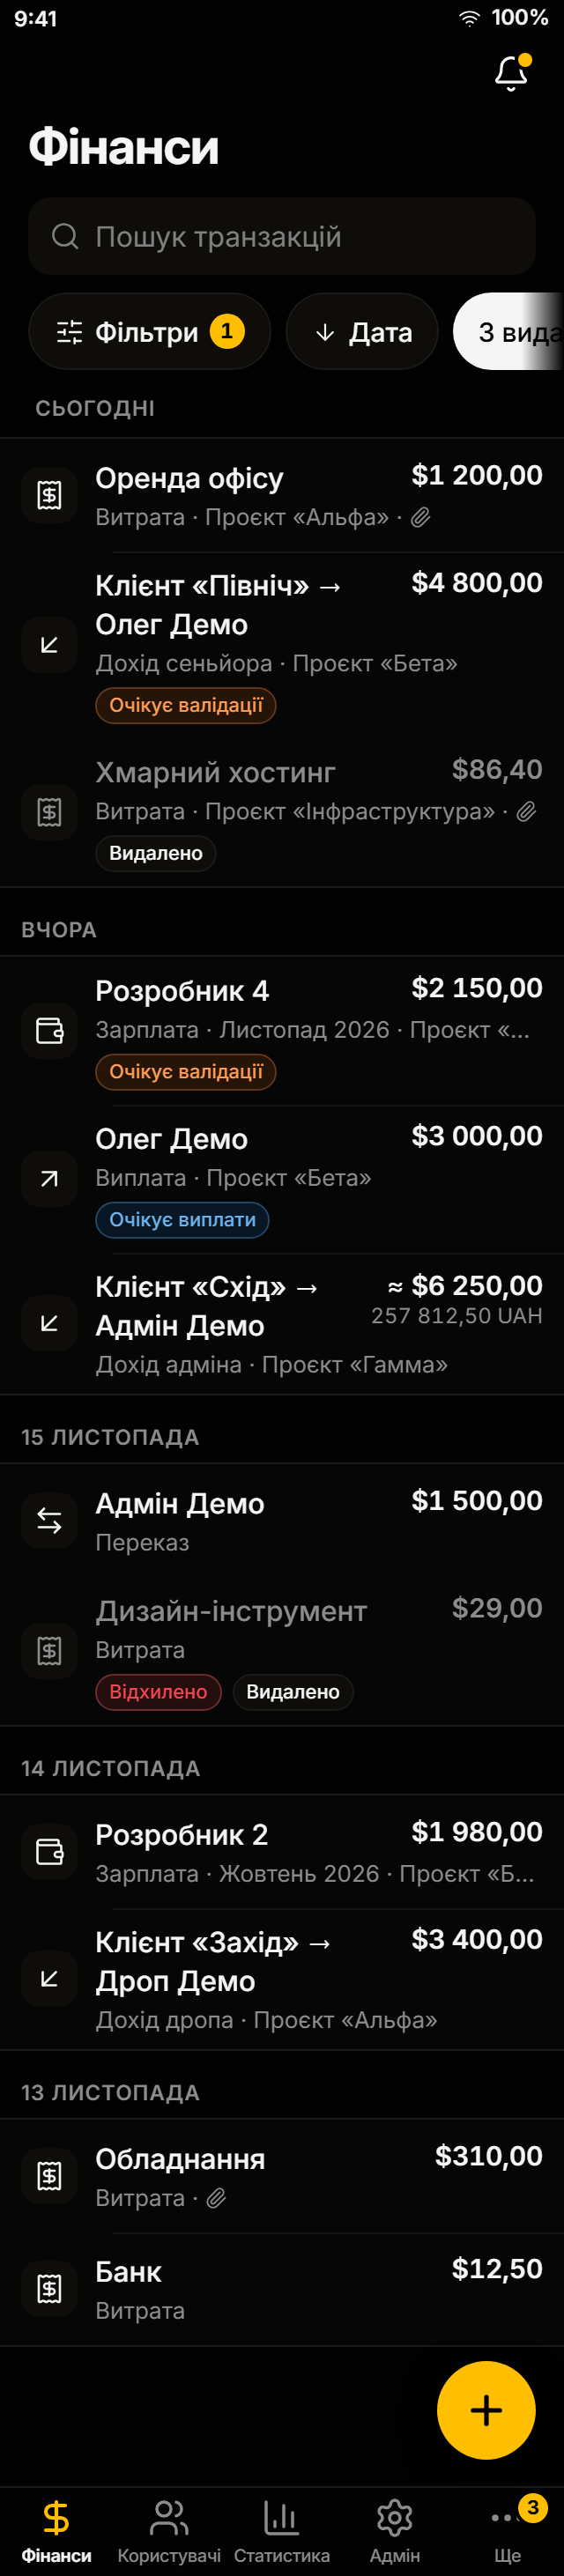 9:41
100%
Фінанси
Пошук транзакцій
Фільтри 1
Дата
З вида
СЬОГОДНІ
Оренда офісу $1 200,00
Витрата · Проєкт «Альфа» ·
Клієнт «Північ» → $4 800,00
Олег Демо
Дохід сеньйора · Проєкт «Бета»
Очікує валідації
Хмарний хостинг $86,40
Витрата · Проєкт «Інфраструктура» ·
Видалено
ВЧОРА
Розробник 4 $2 150,00
Зарплата · Листопад 2026 · Проєкт «…
Очікує валідації
Олег Демо $3 000,00
Виплата · Проєкт «Бета»
Очікує виплати
Клієнт «Схід» → ≈ $6 250,00
Адмін Демо 257 812,50 UAH
Дохід адміна · Проєкт «Гамма»
15 ЛИСТОПАДА
Адмін Демо $1 500,00
Переказ
Дизайн-інструмент $29,00
Витрата
Відхилено Видалено
14 ЛИСТОПАДА
Розробник 2 $1 980,00
Зарплата · Жовтень 2026 · Проєкт «Б…
Клієнт «Захід» → $3 400,00
Дроп Демо
Дохід дропа · Проєкт «Альфа»
13 ЛИСТОПАДА
Обладнання $310,00
Витрата ·
Банк $12,50
Витрата
3
Фінанси Користувачі Статистика Адмін Ще